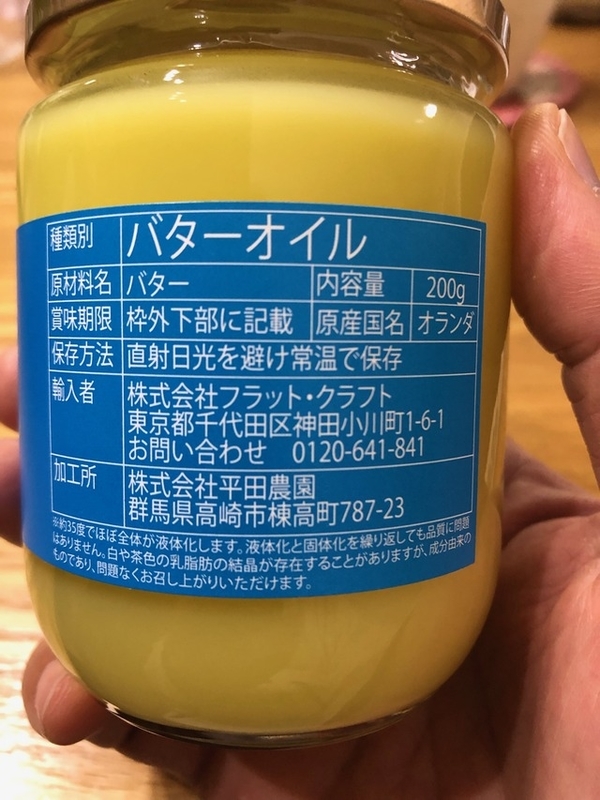 種類別 バターオイル
原材料名 バター 内容量 200g
賞味期限 枠外下部に記載 原産国名 オランダ
保存方法 直射日光を避け常温で保存
輸入者 株式会社フラット・クラフト
東京都千代田区神田小川町1-6-1
お問い合わせ 0120-641-841
加工所 株式会社平田農園
群馬県高崎市棟高町787-23
※約35度でほぼ全体が液体化します。液体化と固体化を繰り返しても品質に問題
はありません。白や茶色の乳脂肪の結晶が存在することがありますが、成分由来の
ものであり、問題なくお召し上がりいただけます。